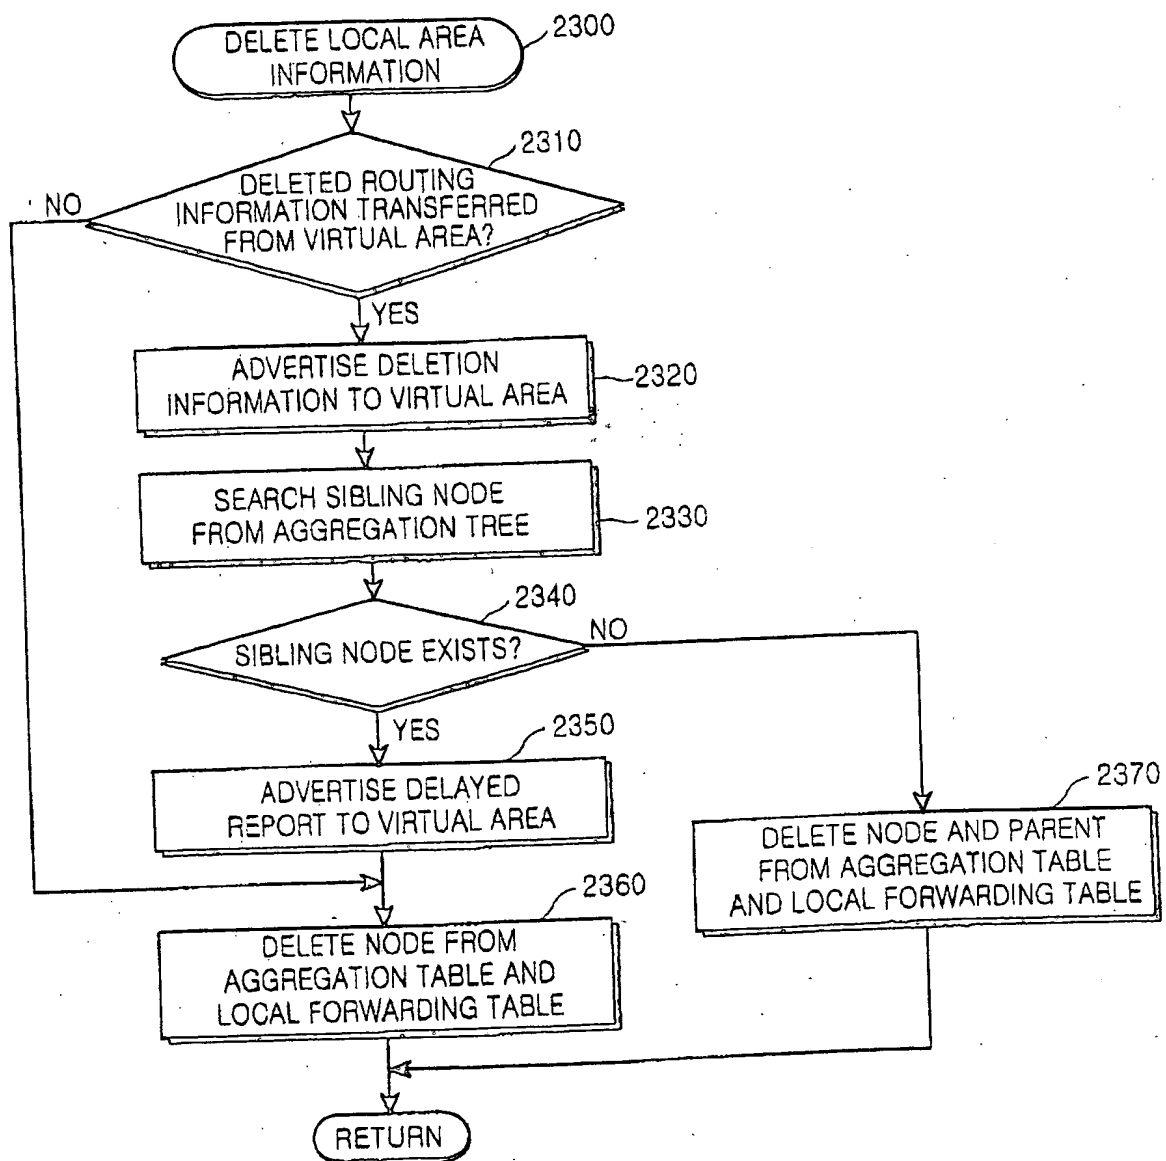 DELETE LOCAL AREA
INFORMATION
2300
2310
DELETED ROUTING
INFORMATION TRANSFERRED
FROM VIRTUAL AREA?
NO
YES
ADVERTISE DELETION
INFORMATION TO VIRTUAL AREA
2320
SEARCH SIBLING NODE
FROM AGGREGATION TREE
2330
2340
SIBLING NODE EXISTS?
NO
YES
2350
ADVERTISE DELAYED
REPORT TO VIRTUAL AREA
2370
DELETE NODE AND PARENT
FROM AGGREGATION TABLE
AND LOCAL FORWARDING TABLE
2360
DELETE NODE FROM
AGGREGATION TABLE AND
LOCAL FORWARDING TABLE
RETURN